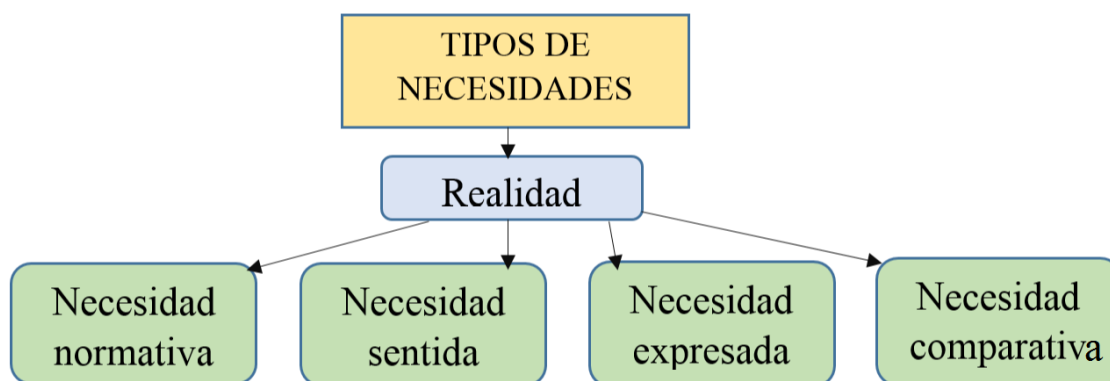 TIPOS DE
NECESIDADES
Realidad
Necesidad
normativa
Necesidad
sentida
Necesidad
expresada
Necesidad
comparativa